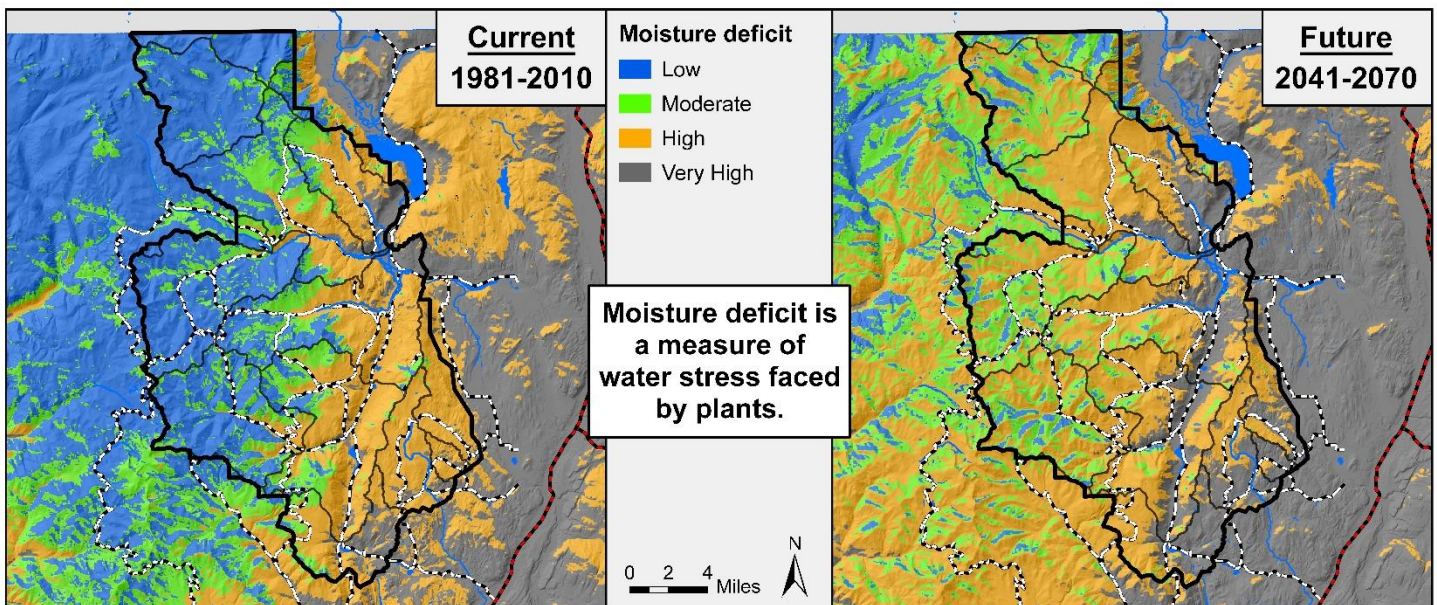 Current
1981-2010
Moisture deficit
Low
Moderate
High
Very High
Moisture deficit is
a measure of
water stress faced
by plants.
0 2 4 Miles
N
Future
2041-2070